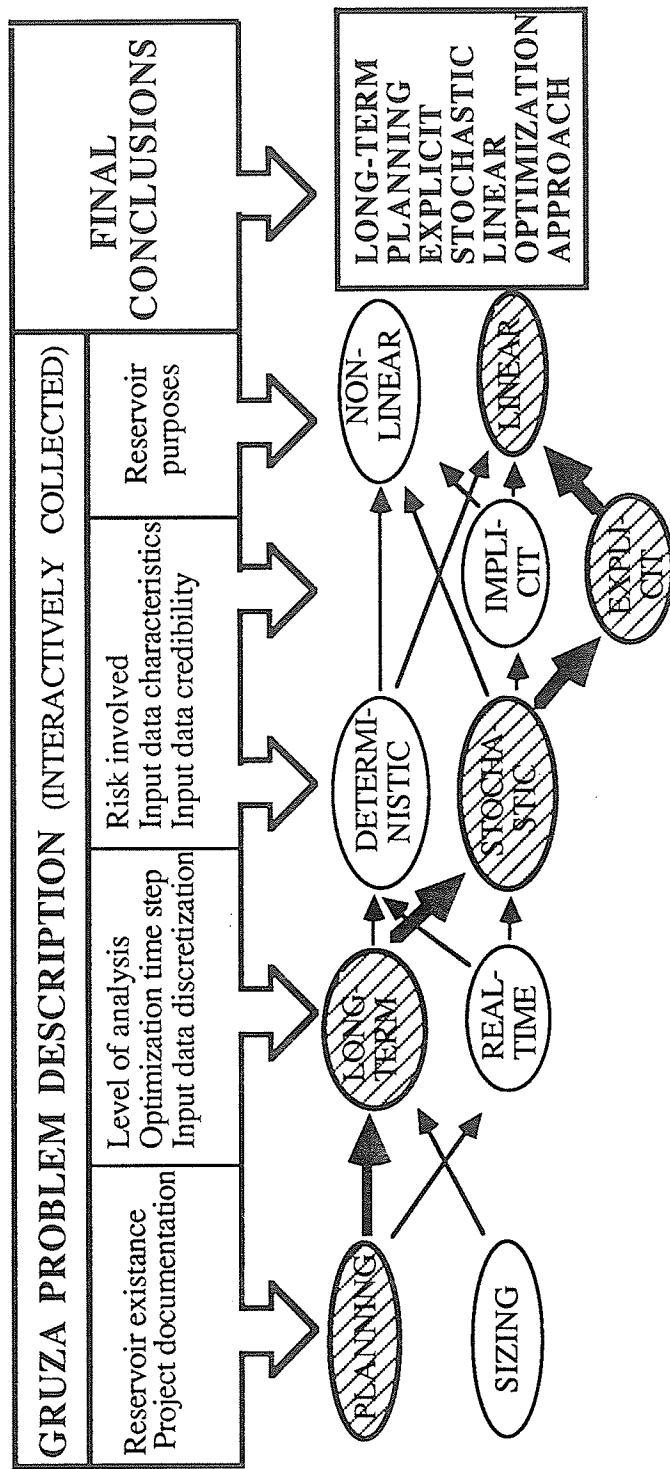 GRUZA PROBLEM DESCRIPTION (INTERACTIVELY COLLECTED)
Reservoir existance
Project documentation
Level of analysis
Optimization time step
Input data discretization
Risk involved
Input data characteristics
Input data credibility
Reservoir
purposes
FINAL
CONCLUSIONS
PLANNING
SIZING
LONG-
TERM
REAL-
TIME
DETERMI-
NISTIC
STOCHA-
STIC
IMPLI-
CIT
EXPLI-
CIT
NON-
LINEAR
LINEAR
LONG-TERM
PLANNING
EXPLICIT
STOCHASTIC
LINEAR
OPTIMIZATION
APPROACH